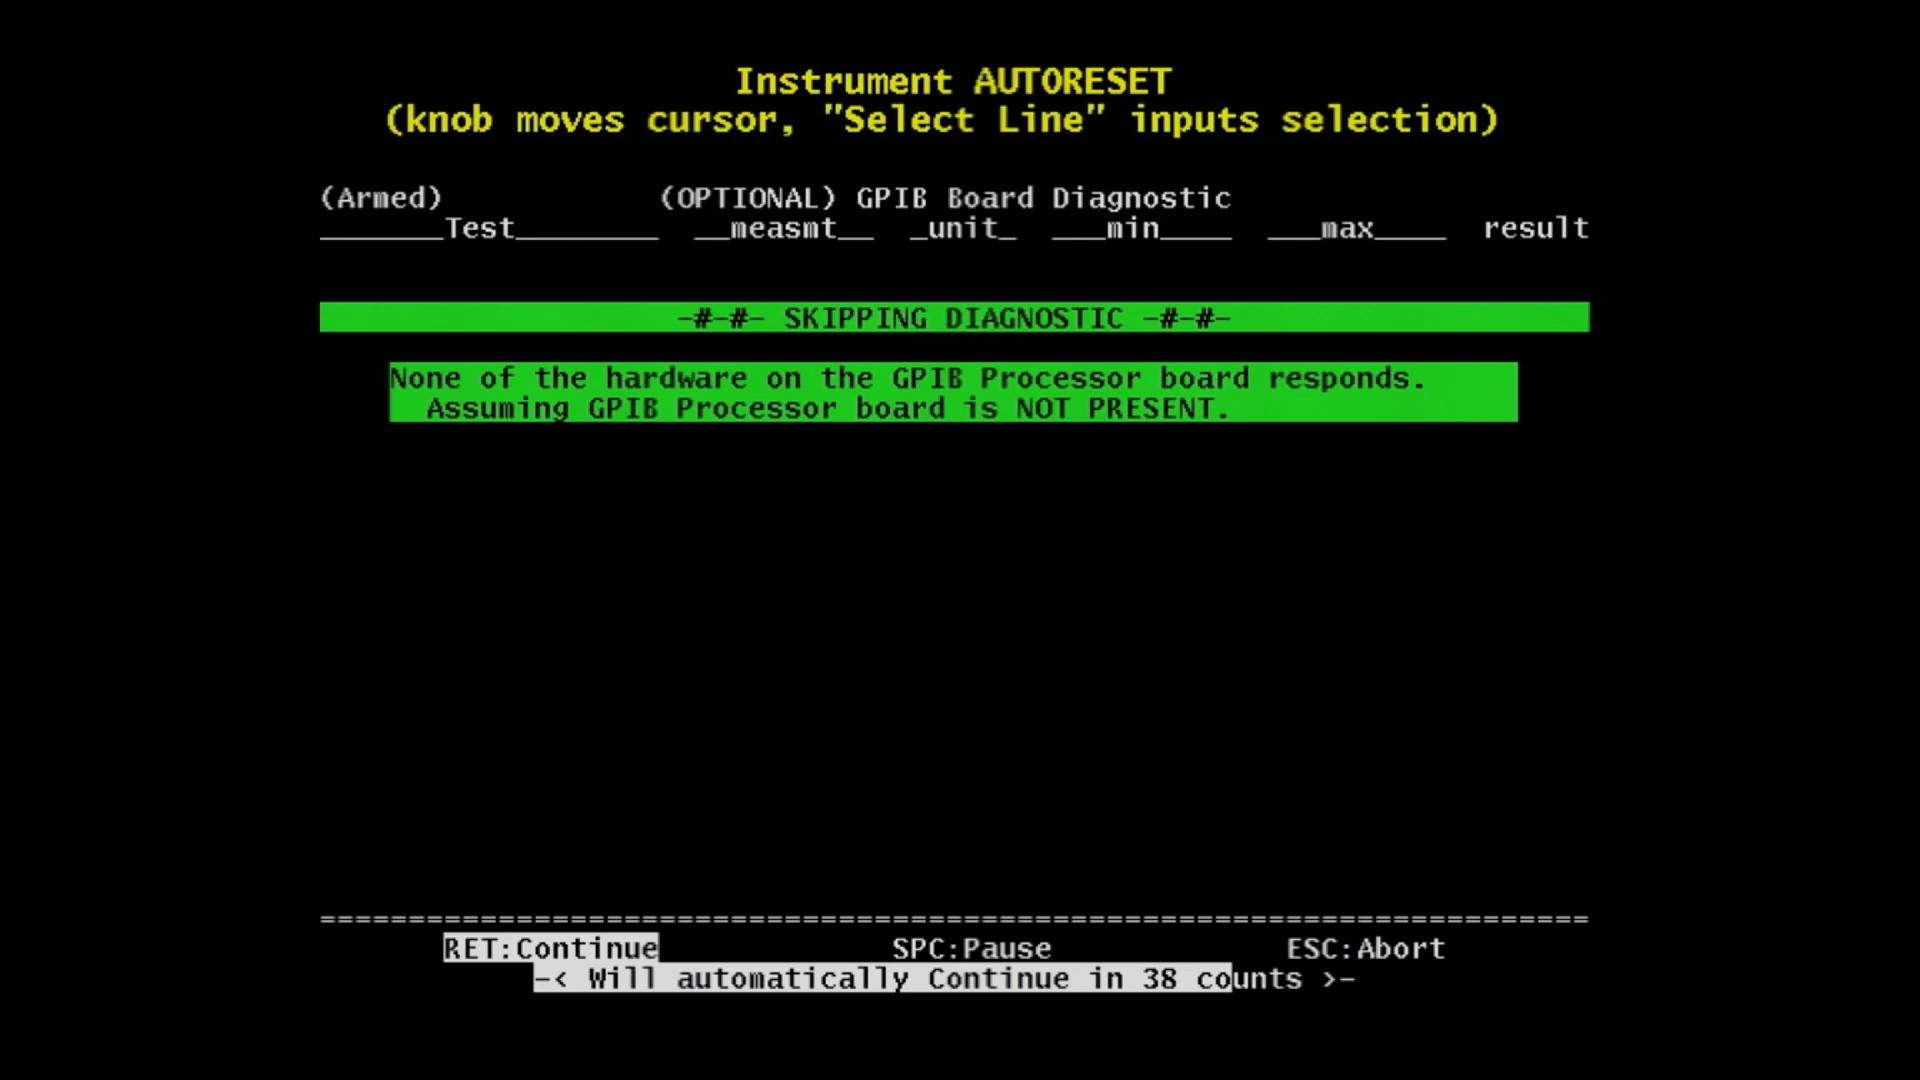 Instrument AUTORESET
(knob moves cursor, "Select Line" inputs selection)
(Armed) (OPTIONAL) GPIB Board Diagnostic
_______Test________ __measmt__ _unit_ ___min____ ___max____ result
-#-#- SKIPPING DIAGNOSTIC -#-#-
None of the hardware on the GPIB Processor board responds.
Assuming GPIB Processor board is NOT PRESENT.
=======================================================================
RET:Continue SPC:Pause ESC:Abort
-< Will automatically Continue in 38 counts >-